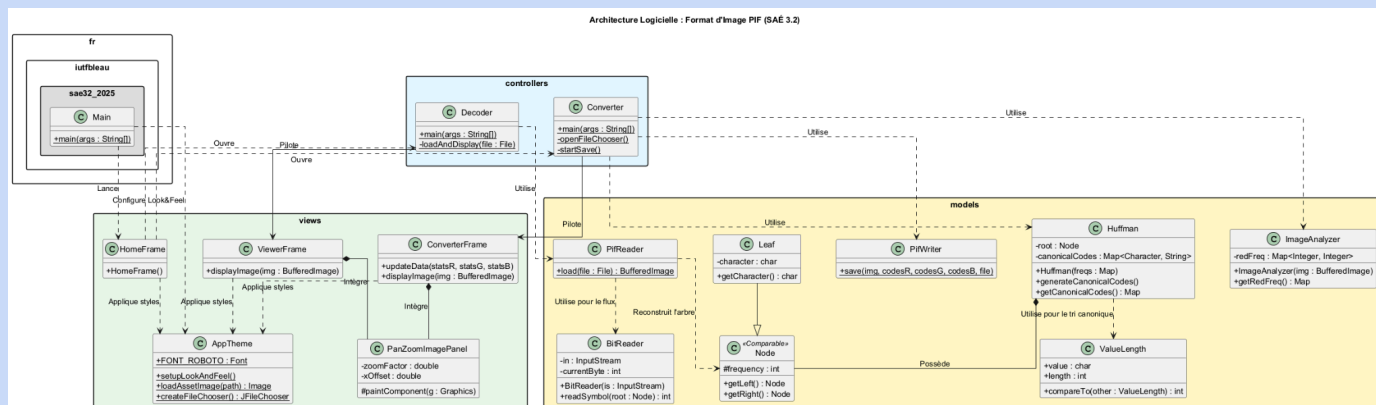 Architecture Logicielle : Format d'Image PIF (SAÉ 3.2)
fr
iutfbleau
sae32_2025
C Main
+main(args : String[])
controllers
C Decoder
+main(args : String[])
-loadAndDisplay(file : File)
C Converter
+main(args : String[])
-openFileChooser()
-startSave()
Utilise
Utilise
Ouvre
Pilote
Ouvre
Lance
Configure Look&Feel
Utilise
Pilote
Utilise
views
C HomeFrame
+HomeFrame()
C ViewerFrame
+displayImage(img : BufferedImage)
C ConverterFrame
+updateData(statsR, statsG, statsB)
+displayImage(img : BufferedImage)
Intègre
Intègre
Applique styles
Applique styles
Applique styles
C AppTheme
+FONT_ROBOTO : Font
+setupLookAndFeel()
+loadAssetImage(path) : Image
+createFileChooser() : JFileChooser
C PanZoomImagePanel
-zoomFactor : double
-xOffset : double
#paintComponent(g : Graphics)
models
C PifReader
+load(file : File) : BufferedImage
C Leaf
-character : char
+getCharacter() : char
C PifWriter
+save(img, codesR, codesG, codesB, file)
C Huffman
-root : Node
-canonicalCodes : Map<Character, String>
+Huffman(freqs : Map)
+generateCanonicalCodes()
+getCanonicalCodes() : Map
C ImageAnalyzer
-redFreq : Map<Integer, Integer>
+ImageAnalyzer(img : BufferedImage)
+getRedFreq() : Map
Utilise pour le flux
Reconstruit l'arbre
Utilise pour le tri canonique
C BitReader
-in : InputStream
-currentByte : int
+BitReader(is : InputStream)
+readSymbol(root : Node) : int
C «Comparable»
Node
#frequency : int
+getLeft() : Node
+getRight() : Node
Possède
C ValueLength
+value : char
+length : int
+compareTo(other : ValueLength) : int